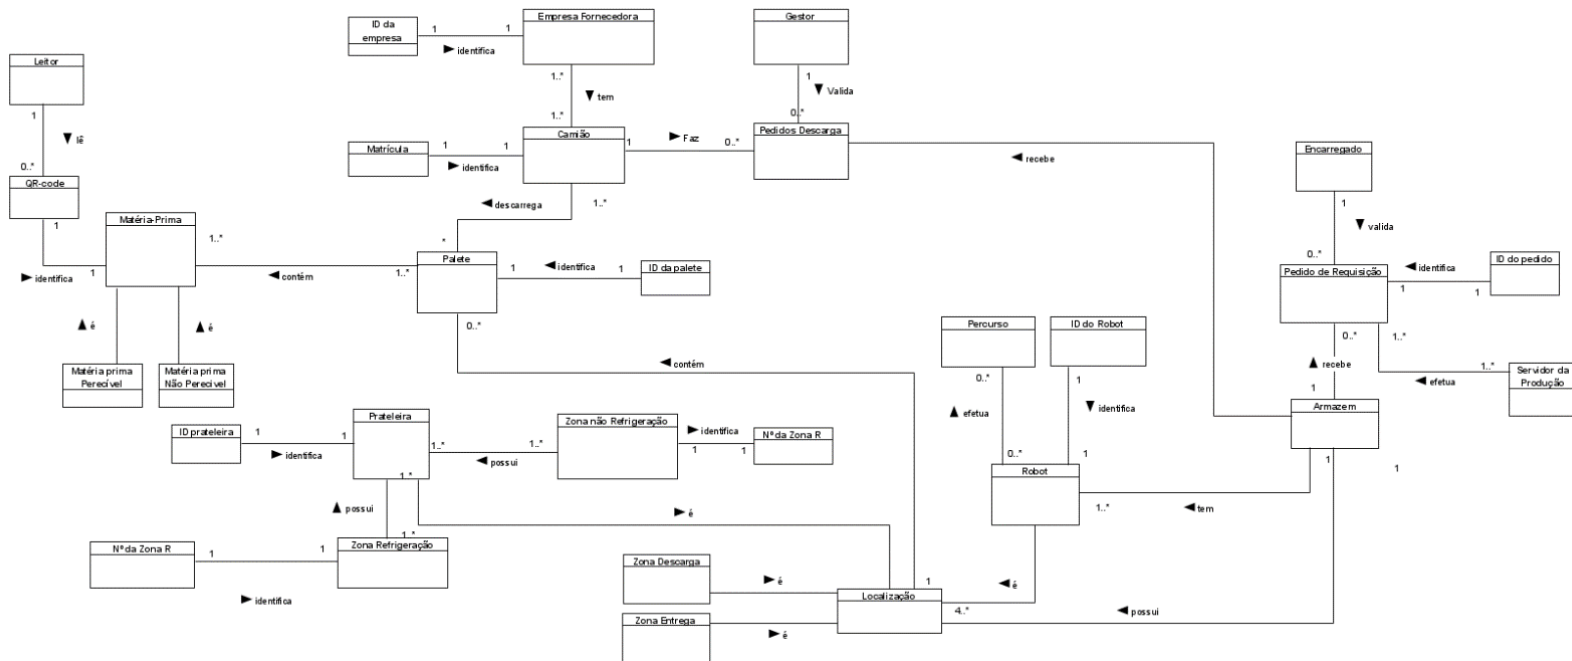 ID da
empresa
1
1
identifica
Empresa Fornecedora
Gestor
Leitor
1
lê
0..*
QR-code
1
identifica
1
1..*
tem
1..*
1
Valida
0..*
Matrícula
1
1
identifica
Camião
1
Faz
0..*
Pedidos Descarga
recebe
Encarregado
1
valida
0..*
descarrega
1..*
*
Matéria-Prima
1..*
contém
1..*
Palete
1
identifica
1
ID da palete
0..*
Pedido de Requisição
identifica
1
1
ID do pedido
é
é
Matéria prima
Perecível
Matéria prima
Não Perecivel
contém
Percurso
ID do Robot
0..*
efetua
0..*
1
identifica
1
0..*
recebe
1
1..*
efetua
1..*
Servidor da
Produção
Armazem
1
1
ID prateleira
1
1
identifica
Prateleira
1..*
possui
1..*
Zona não Refrigeração
identifica
1
1
Nº da Zona R
Robot
1..*
tem
1..*
possui
1..*
é
Nº da Zona R
1
1
identifica
Zona Refrigeração
Zona Descarga
é
Zona Entrega
é
1
Localização
é
4..*
possui